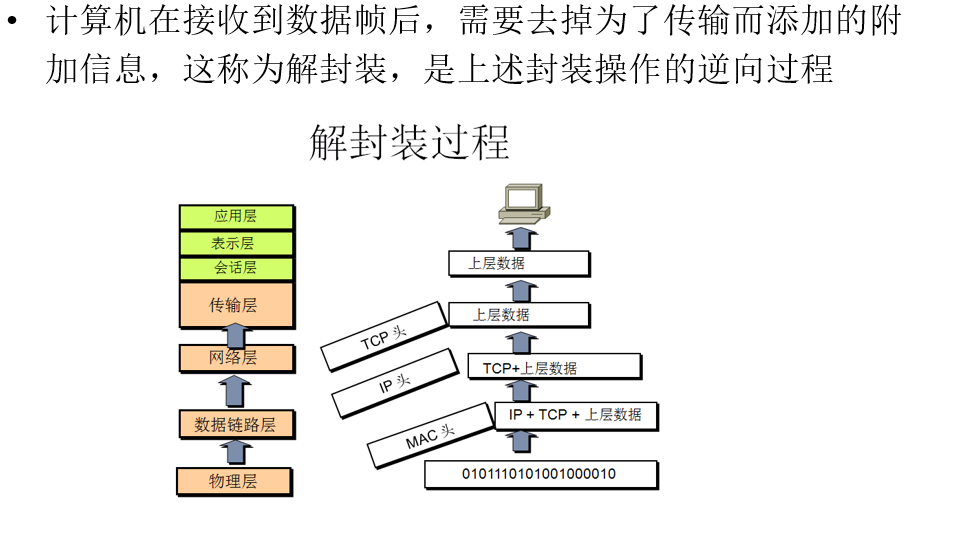 • 计算机在接收到数据帧后，需要去掉为了传输而添加的附
加信息，这称为解封装，是上述封装操作的逆向过程
解封装过程
应用层
表示层
会话层
传输层
网络层
数据链路层
物理层
上层数据
上层数据
TCP 头
TCP+上层数据
IP 头
IP + TCP + 上层数据
MAC 头
0101110101001000010